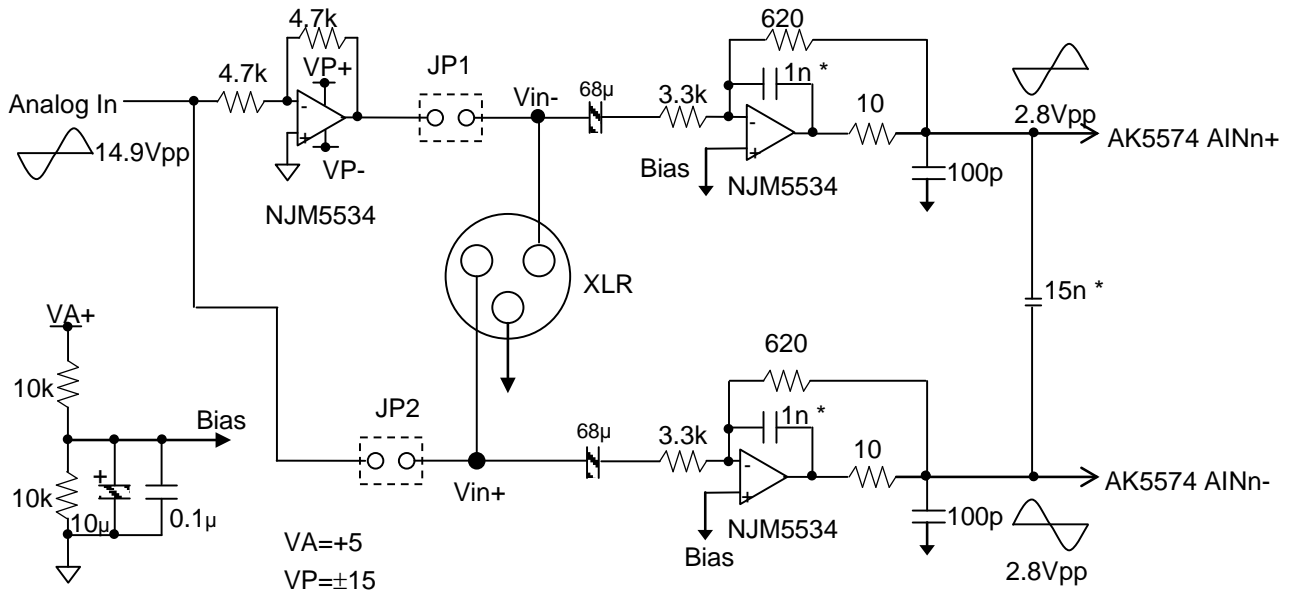 4.7k
620
VP+
JP1
1n *
4.7k
68µ
Vin-
3.3k
10
2.8Vpp
Analog In
14.9Vpp
-
+
-
+
AK5574 AINn+
VP-
Bias
NJM5534
100p
NJM5534
XLR
15n *
VA+
620
10k
JP2
1n *
Bias
68µ
3.3k
10
+
-
+
AK5574 AINn-
10k
10µ
0.1µ
Vin+
NJM5534
100p
Bias
VA=+5
2.8Vpp
VP=±15